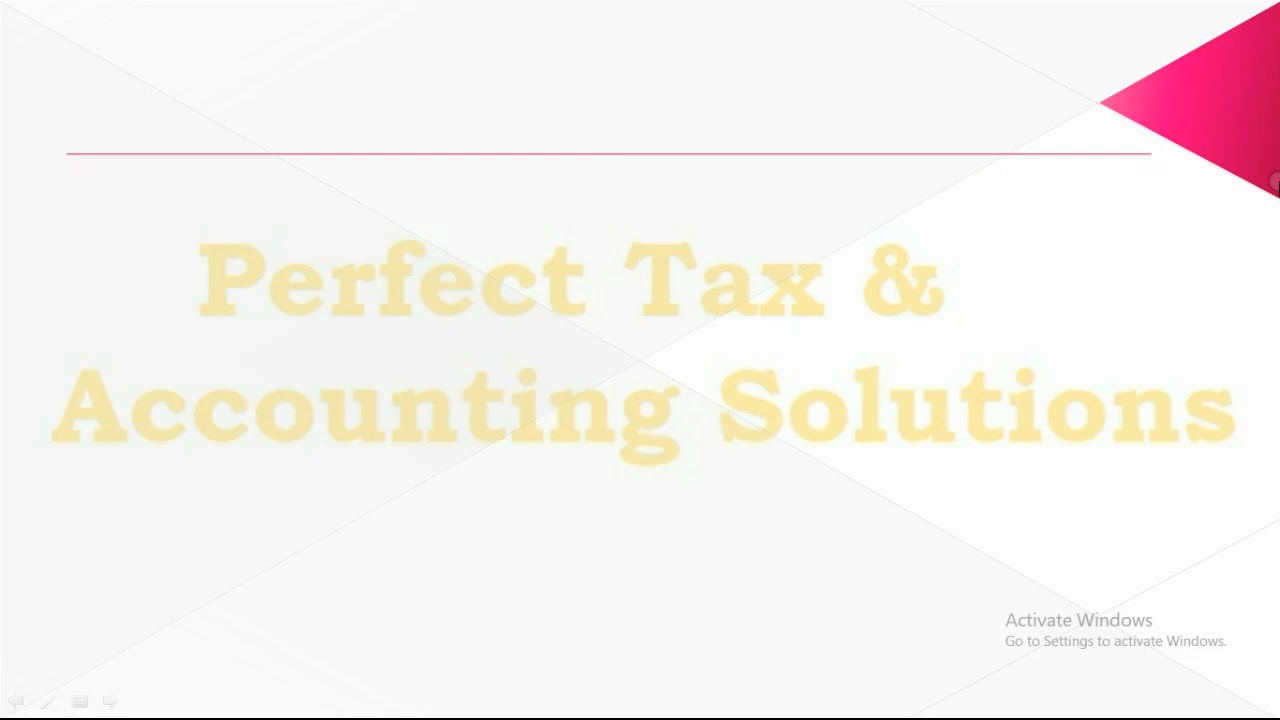 Perfect Tax &
Accounting Solutions
Activate Windows
Go to Settings to activate Windows.